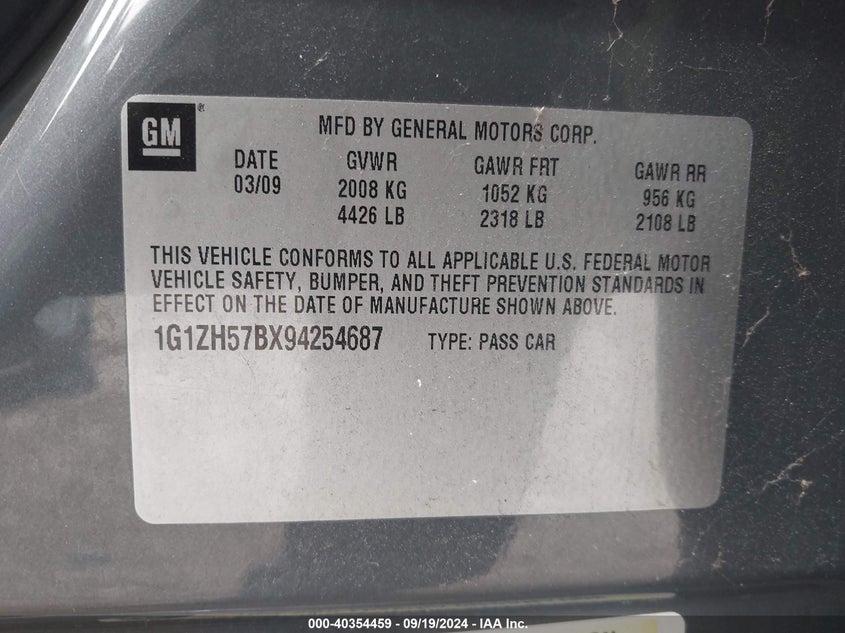 GM®
MFD BY GENERAL MOTORS CORP.
DATE GVWR GAWR FRT GAWR RR
03/09 2008 KG 1052 KG 956 KG
4426 LB 2318 LB 2108 LB
THIS VEHICLE CONFORMS TO ALL APPLICABLE U.S. FEDERAL MOTOR
VEHICLE SAFETY, BUMPER, AND THEFT PREVENTION STANDARDS IN
EFFECT ON THE DATE OF MANUFACTURE SHOWN ABOVE.
1G1ZH57BX94254687 TYPE: PASS CAR
000-40354459 - 09/19/2024 - IAA Inc.